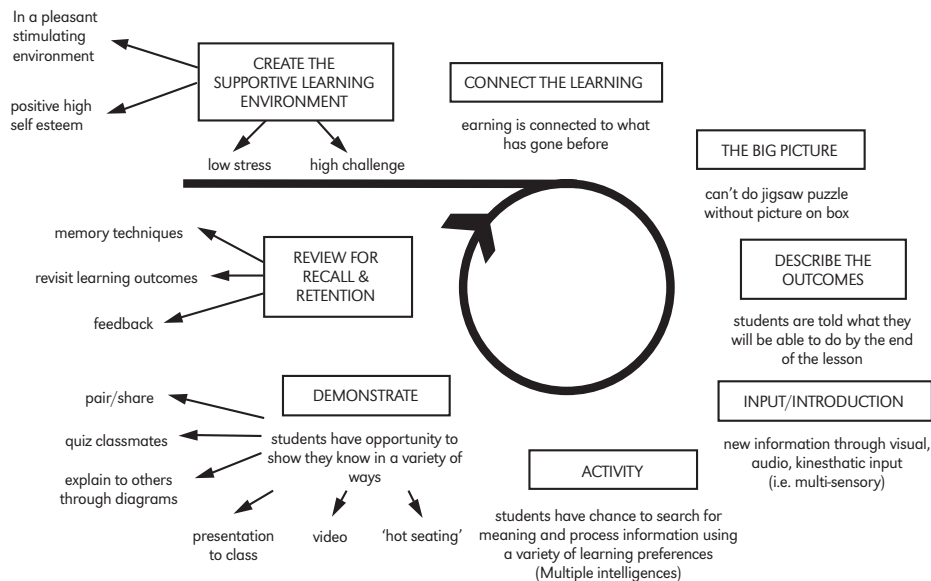 In a pleasant
stimulating
environment
positive high
self esteem
CREATE THE
SUPPORTIVE LEARNING
ENVIRONMENT
low stress
high challenge
CONNECT THE LEARNING
earning is connected to what
has gone before
THE BIG PICTURE
can't do jigsaw puzzle
without picture on box
DESCRIBE THE
OUTCOMES
students are told what they
will be able to do by the end
of the lesson
INPUT/INTRODUCTION
new information through visual,
audio, kinesthatic input
(i.e. multi-sensory)
ACTIVITY
students have chance to search for
meaning and process information using
a variety of learning preferences
(Multiple intelligences)
DEMONSTRATE
students have opportunity to
show they know in a variety of
ways
pair/share
quiz classmates
explain to others
through diagrams
presentation
to class
video
'hot seating'
REVIEW FOR
RECALL &
RETENTION
memory techniques
revisit learning outcomes
feedback